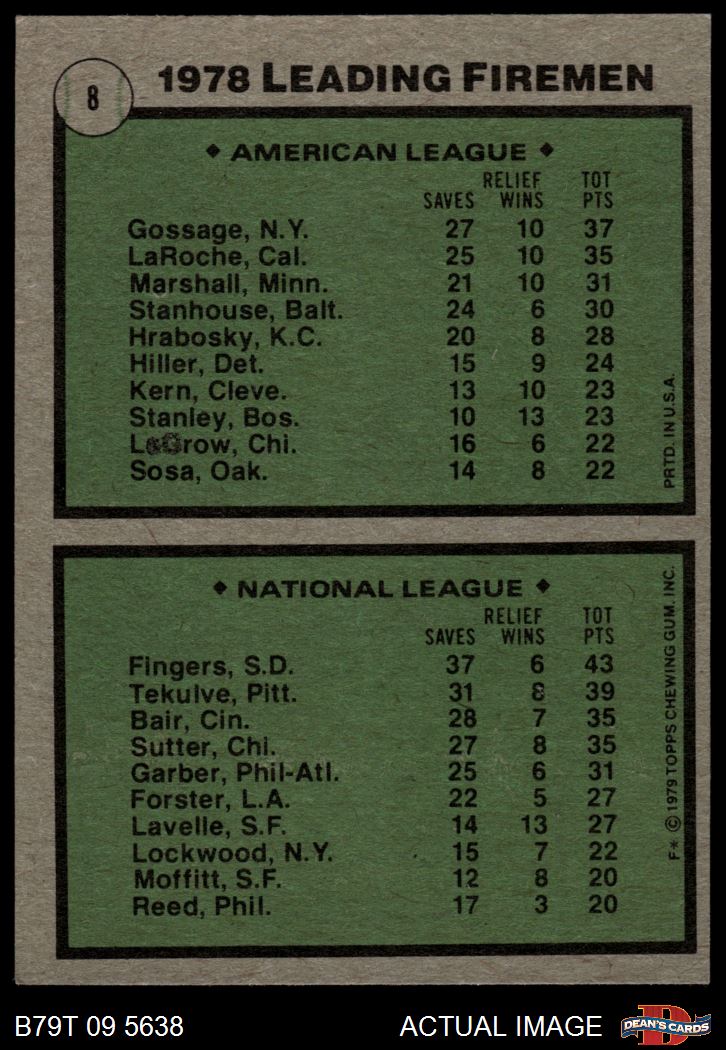 8
1978 LEADING FIREMEN
◆ AMERICAN LEAGUE ◆
RELIEF TOT
SAVES WINS PTS
Gossage, N.Y. 27 10 37
LaRoche, Cal. 25 10 35
Marshall, Minn. 21 10 31
Stanhouse, Balt. 24 6 30
Hrabosky, K.C. 20 8 28
Hiller, Det. 15 9 24
Kern, Cleve. 13 10 23
Stanley, Bos. 10 13 23
LaGrow, Chi. 16 6 22
Sosa, Oak. 14 8 22
PRTD. IN U.S.A.
◆ NATIONAL LEAGUE ◆
RELIEF TOT
SAVES WINS PTS
Fingers, S.D. 37 6 43
Tekulve, Pitt. 31 8 39
Bair, Cin. 28 7 35
Sutter, Chi. 27 8 35
Garber, Phil-Atl. 25 6 31
Forster, L.A. 22 5 27
Lavelle, S.F. 14 13 27
Lockwood, N.Y. 15 7 22
Moffitt, S.F. 12 8 20
Reed, Phil. 17 3 20
F* © 1979 TOPPS CHEWING GUM. INC.
B79T 09 5638 ACTUAL IMAGE
D
DEAN'S CARDS